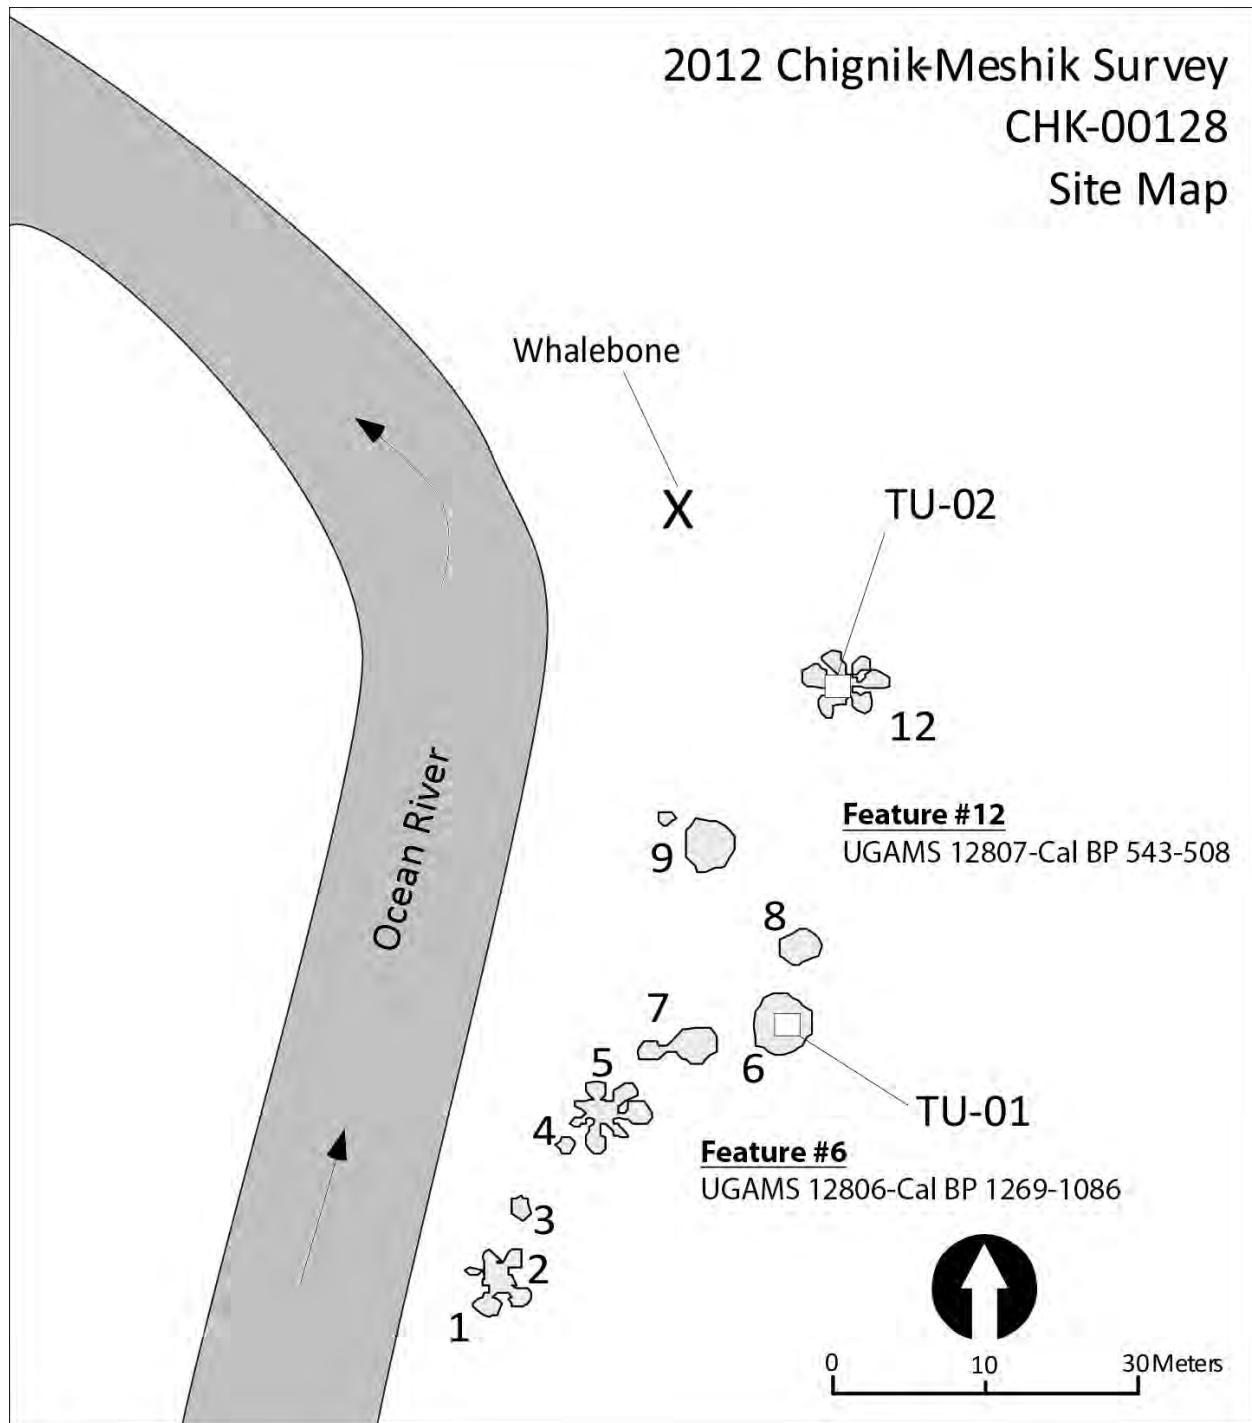 2012 Chignik-Meshik Survey
CHK-00128
Site Map
Whalebone
X
TU-02
12
Ocean River
Feature #12
UGAMS 12807-Cal BP 543-508
9
8
7
6
5
TU-01
4
Feature #6
UGAMS 12806-Cal BP 1269-1086
3
2
1
0 10 30 Meters